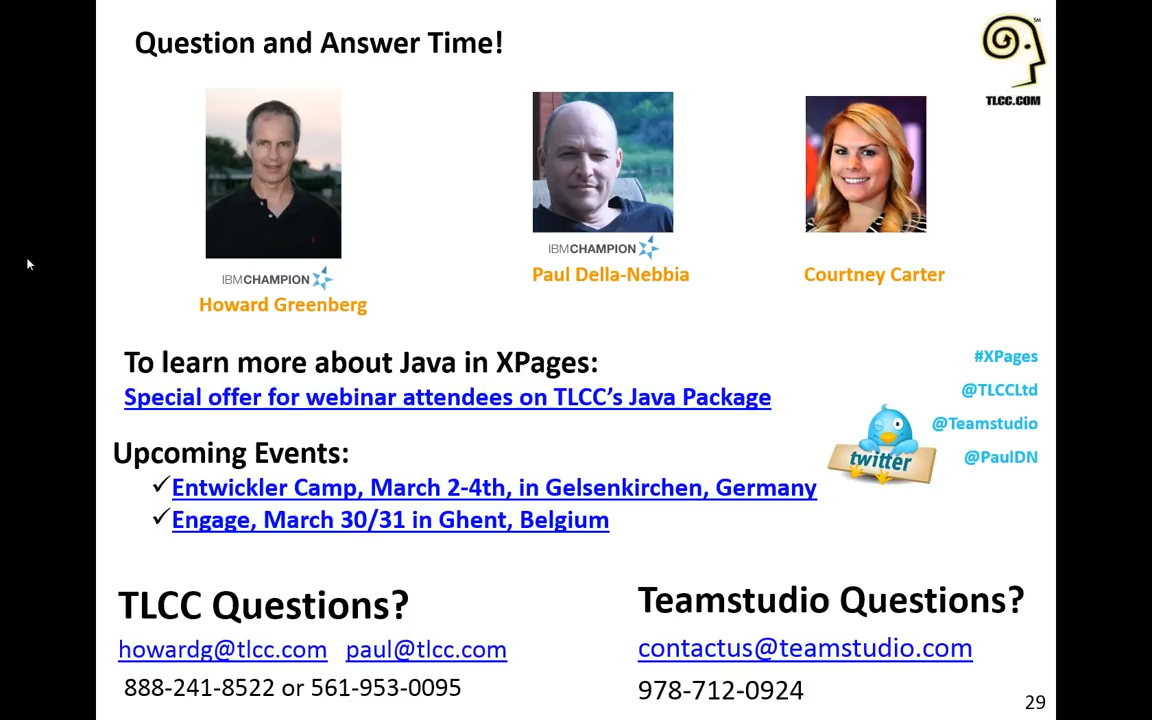 Question and Answer Time!
SM
TLCC.COM
IBMCHAMPION
Howard Greenberg
IBMCHAMPION
Paul Della-Nebbia
Courtney Carter
To learn more about Java in XPages:
Special offer for webinar attendees on TLCC's Java Package
#XPages
@TLCCLtd
@Teamstudio
@PaulDN
twitter
Upcoming Events:
✓Entwickler Camp, March 2-4th, in Gelsenkirchen, Germany
✓Engage, March 30/31 in Ghent, Belgium
TLCC Questions?
howardg@tlcc.com paul@tlcc.com
888-241-8522 or 561-953-0095
Teamstudio Questions?
contactus@teamstudio.com
978-712-0924
29